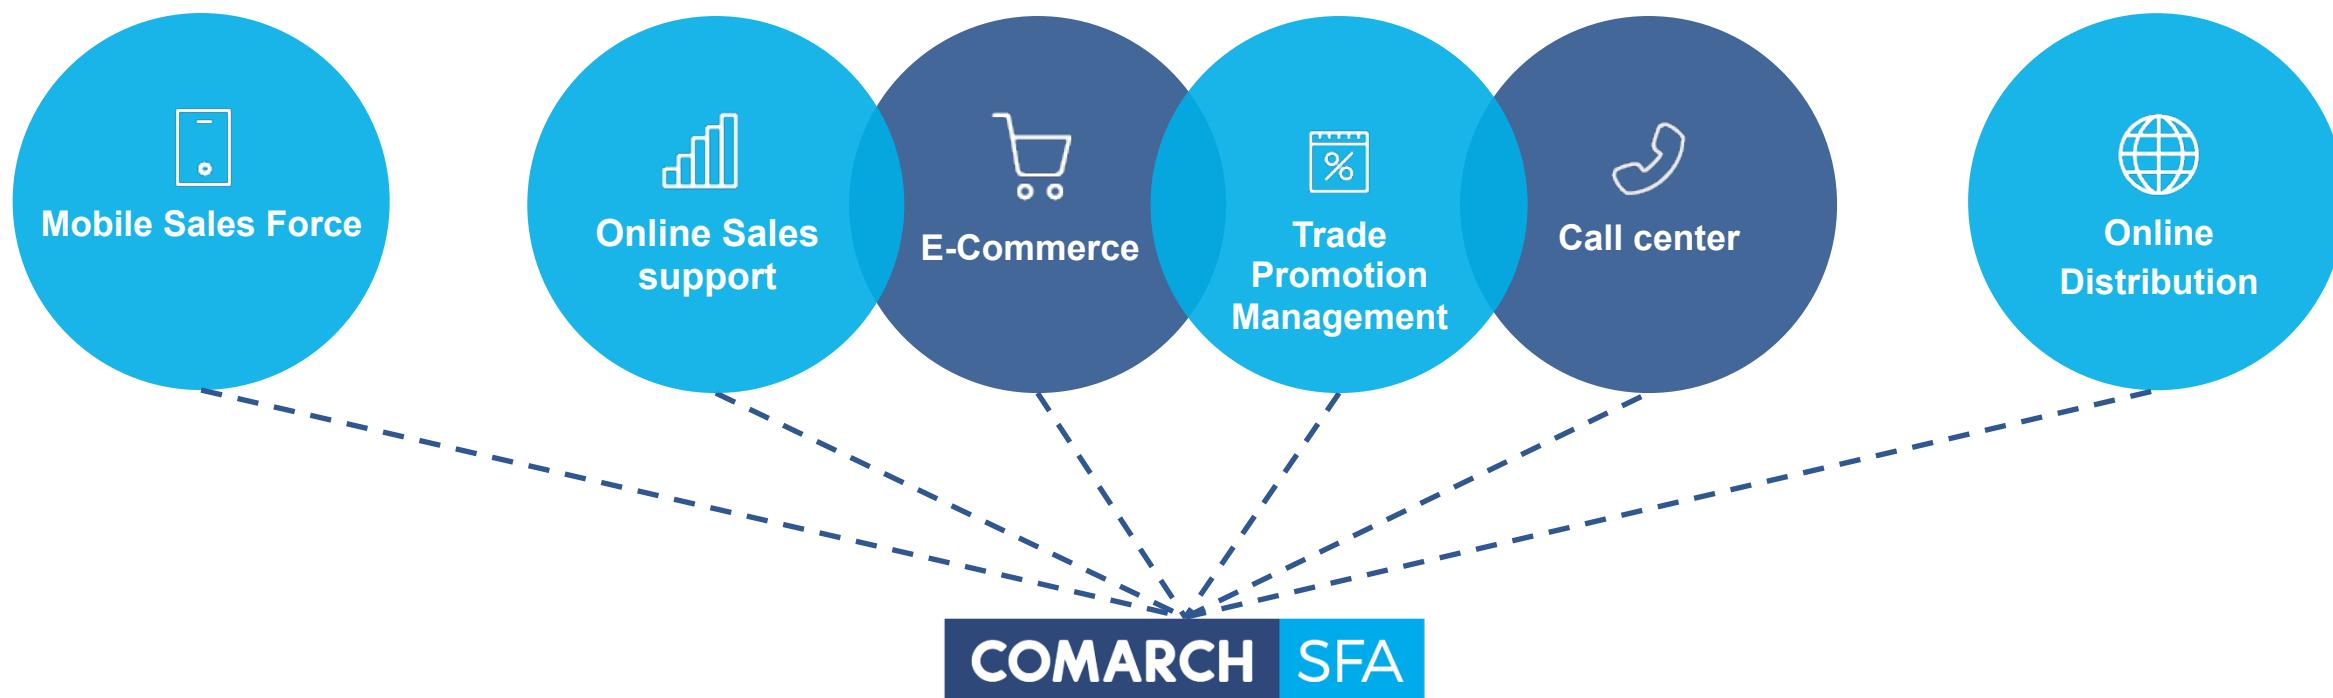 Mobile Sales Force
Online Sales
support
E-Commerce
Trade
Promotion
Management
Call center
Online
Distribution
COMARCH SFA